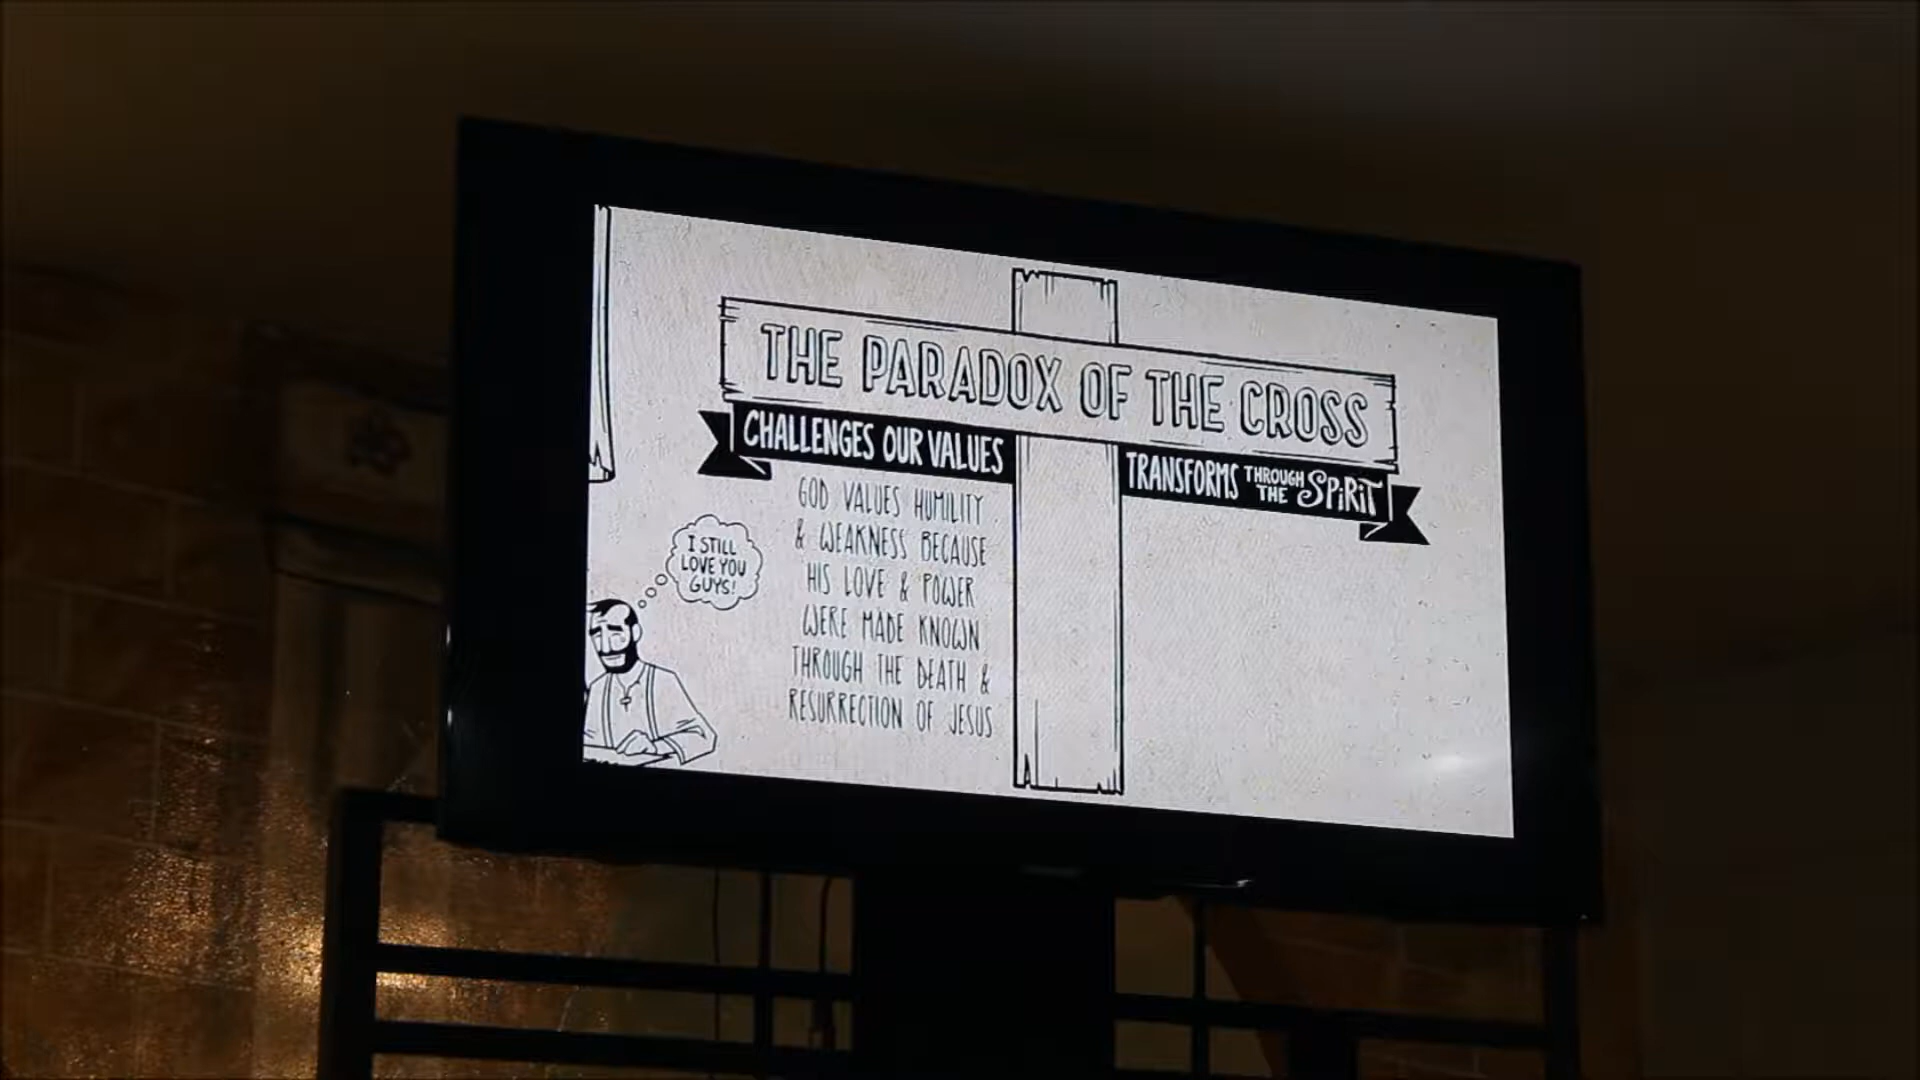 THE PARADOX OF THE CROSS
CHALLENGES OUR VALUES
GOD VALUES HUMILITY
& WEAKNESS BECAUSE
HIS LOVE & POWER
WERE MADE KNOWN
THROUGH THE DEATH &
RESURRECTION OF JESUS
I STILL
LOVE YOU
GUYS!
TRANSFORMS THROUGH THE SPIRIT